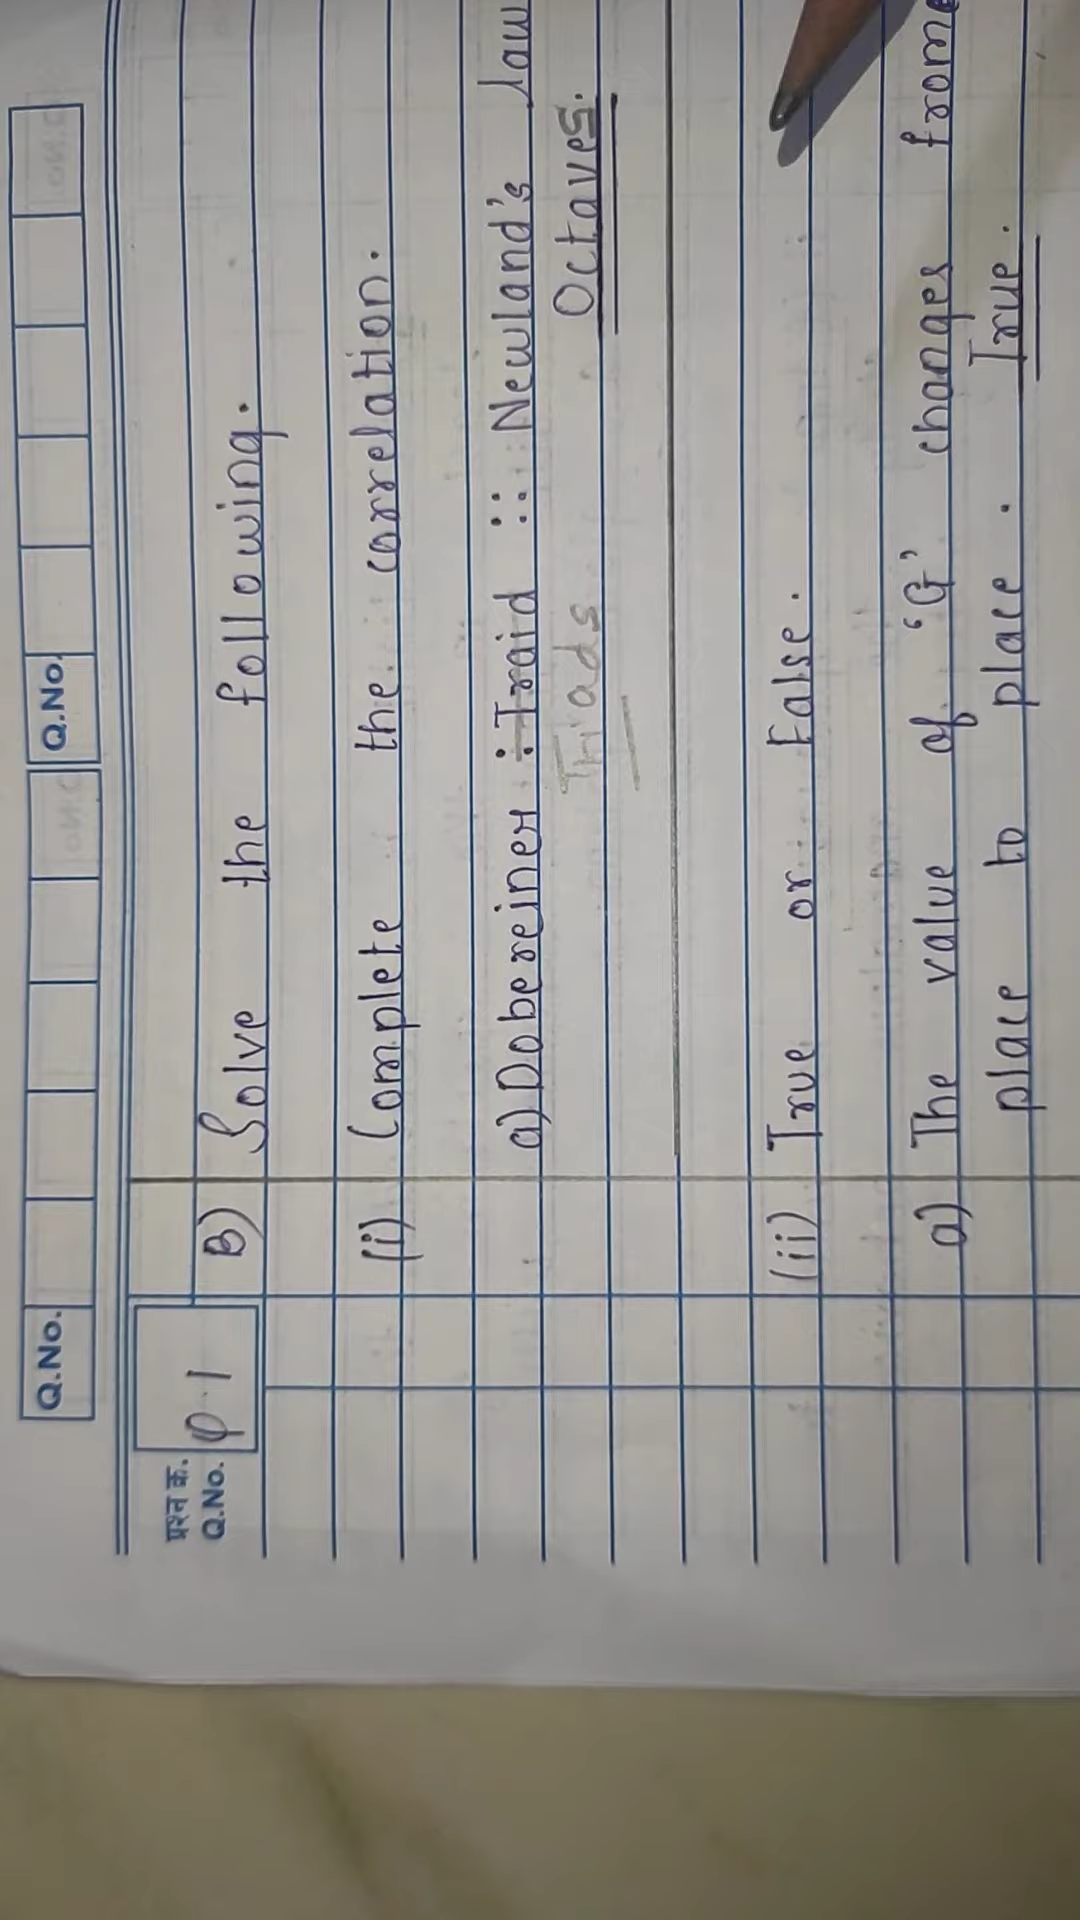 Q.No. Q.No.
प्रश्न क्र.
Q.No. Q.1
B) Solve the following.
(i) Complete the correlation.
a) Dobereiner : Traid :: Newland's law
Triads Octaves.
(ii) True or False.
a) The value of 'G' changes from
place to place. True.